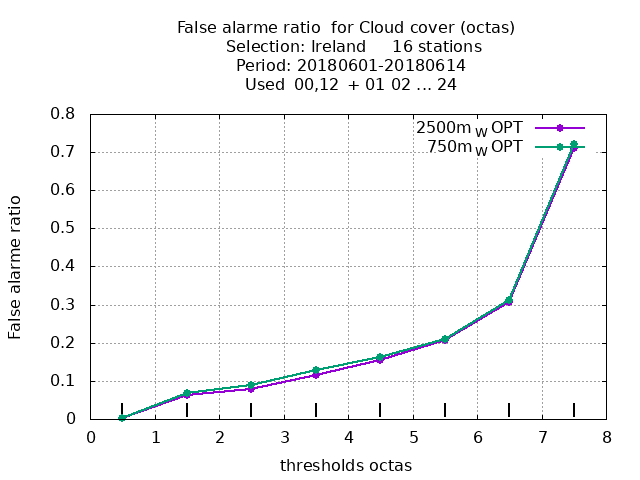 False alarme ratio  for Cloud cover (octas)
Selection: Ireland     16 stations
Period: 20180601-20180614
Used  00,12  + 01 02 ... 24
2500m W OPT
750m W OPT
0.8
0.7
0.6
0.5
0.4
0.3
0.2
0.1
0
False alarme ratio
0 1 2 3 4 5 6 7 8
thresholds octas